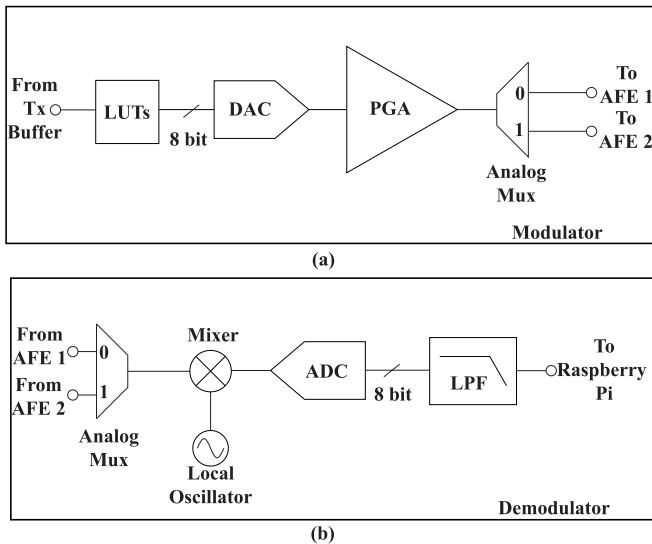 From
Tx
Buffer
LUTs
8 bit
DAC
PGA
0
1
Analog
Mux
To
AFE 1
To
AFE 2
Modulator
(a)
From
AFE 1
From
AFE 2
0
1
Analog
Mux
Mixer
Local
Oscillator
ADC
8 bit
LPF
To
Raspberry
Pi
Demodulator
(b)